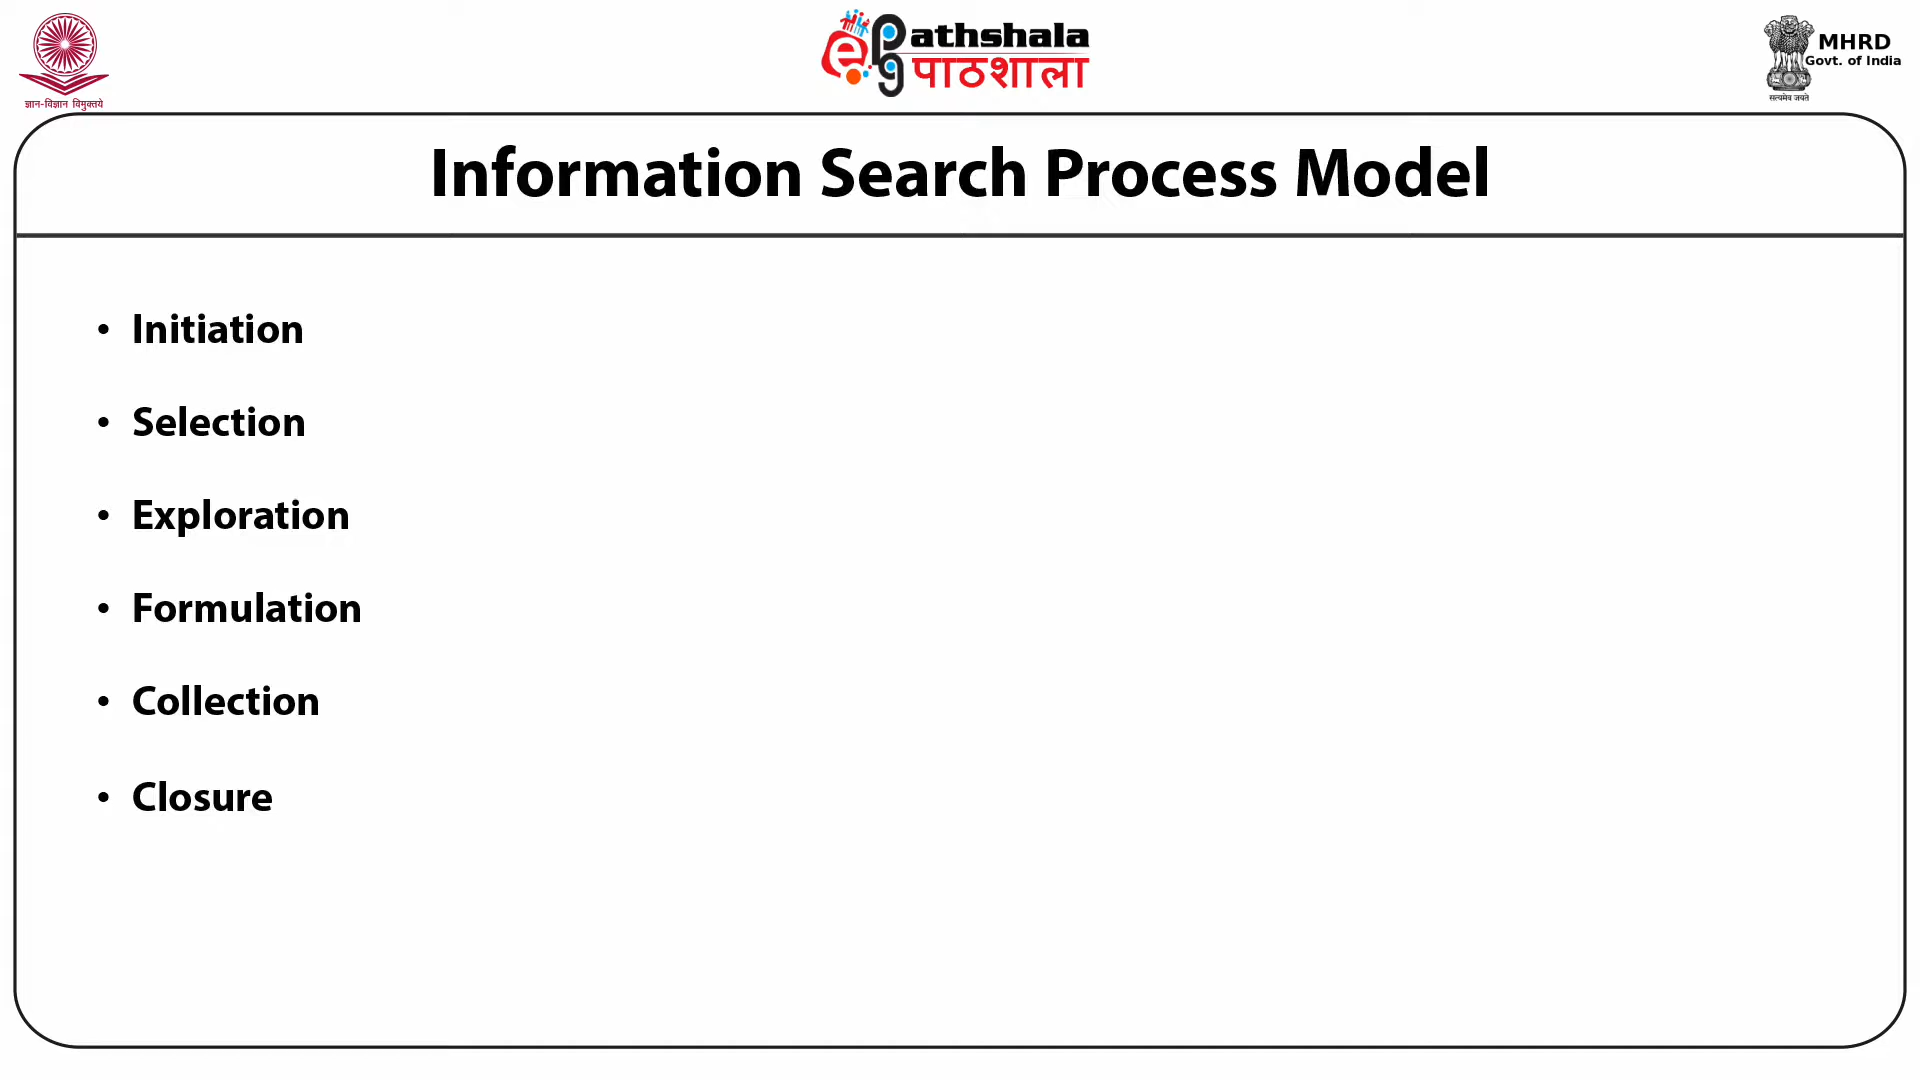 ज्ञान-विज्ञान विमुक्तये
e pg athshala
पाठशाला
MHRD
Govt. of India
सत्यमेव जयते
Information Search Process Model
• Initiation
• Selection
• Exploration
• Formulation
• Collection
• Closure